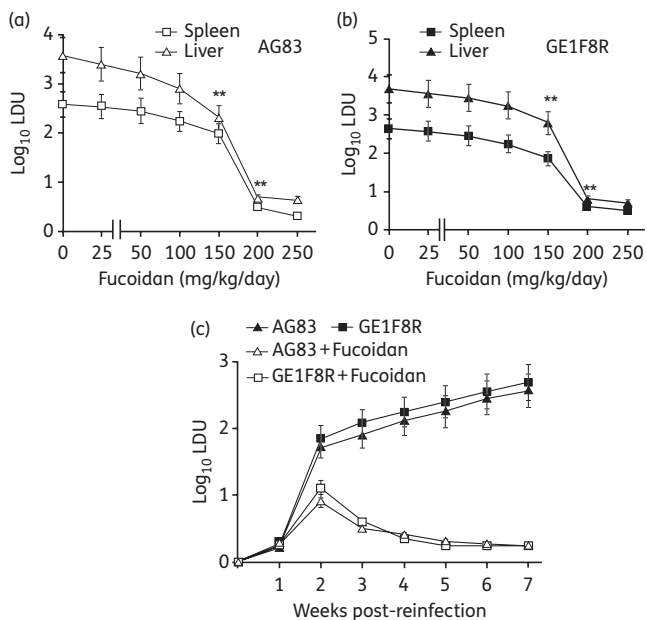 (a)
Spleen
Liver
AG83
4
3
2
1
0
Log10 LDU
**
**
0 25 50 100 150 200 250
Fucoidan (mg/kg/day)
(b)
Spleen
Liver
GE1F8R
5
4
3
2
1
0
Log10 LDU
**
**
0 25 50 100 150 200 250
Fucoidan (mg/kg/day)
(c)
AG83 GE1F8R
AG83+Fucoidan
GE1F8R+Fucoidan
3
2
1
0
Log10 LDU
1 2 3 4 5 6 7
Weeks post-reinfection